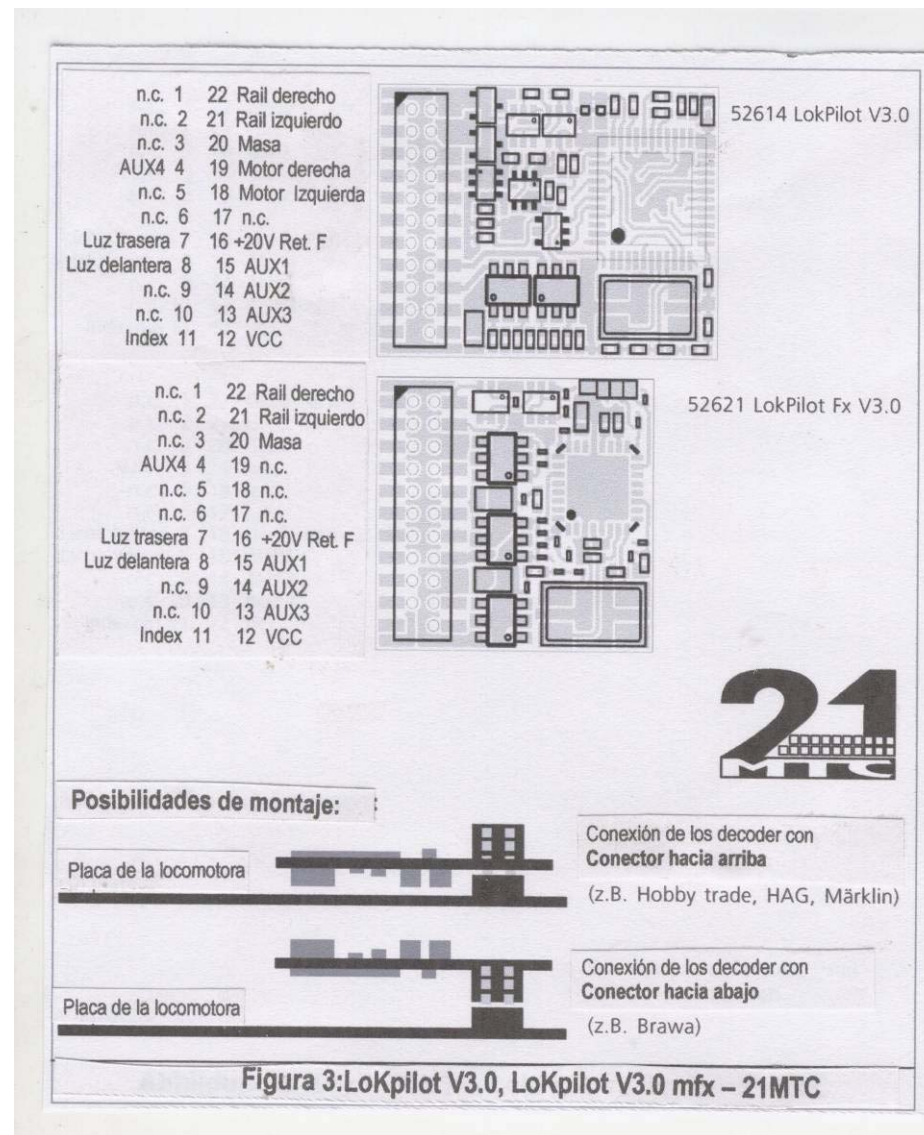 n.c. 1 22 Rail derecho
n.c. 2 21 Rail izquierdo
n.c. 3 20 Masa
AUX4 4 19 Motor derecha
n.c. 5 18 Motor Izquierda
n.c. 6 17 n.c.
Luz trasera 7 16 +20V Ret. F
Luz delantera 8 15 AUX1
n.c. 9 14 AUX2
n.c. 10 13 AUX3
Index 11 12 VCC
52614 LokPilot V3.0
n.c. 1 22 Rail derecho
n.c. 2 21 Rail izquierdo
n.c. 3 20 Masa
AUX4 4 19 n.c.
n.c. 5 18 n.c.
n.c. 6 17 n.c.
Luz trasera 7 16 +20V Ret. F
Luz delantera 8 15 AUX1
n.c. 9 14 AUX2
n.c. 10 13 AUX3
Index 11 12 VCC
52621 LokPilot Fx V3.0
21
MTC
Posibilidades de montaje: :
Placa de la locomotora
Conexión de los decoder con
Conector hacia arriba
(z.B. Hobby trade, HAG, Märklin)
Placa de la locomotora
Conexión de los decoder con
Conector hacia abajo
(z.B. Brawa)
Figura 3:LoKpilot V3.0, LoKpilot V3.0 mfx – 21MTC